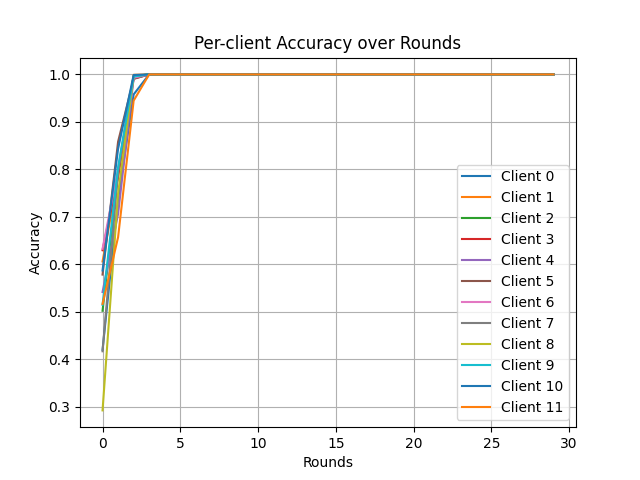 Per-client Accuracy over Rounds
1.0
0.9
0.8
0.7
0.6
0.5
0.4
0.3
Accuracy
Client 0
Client 1
Client 2
Client 3
Client 4
Client 5
Client 6
Client 7
Client 8
Client 9
Client 10
Client 11
0 5 10 15 20 25 30
Rounds